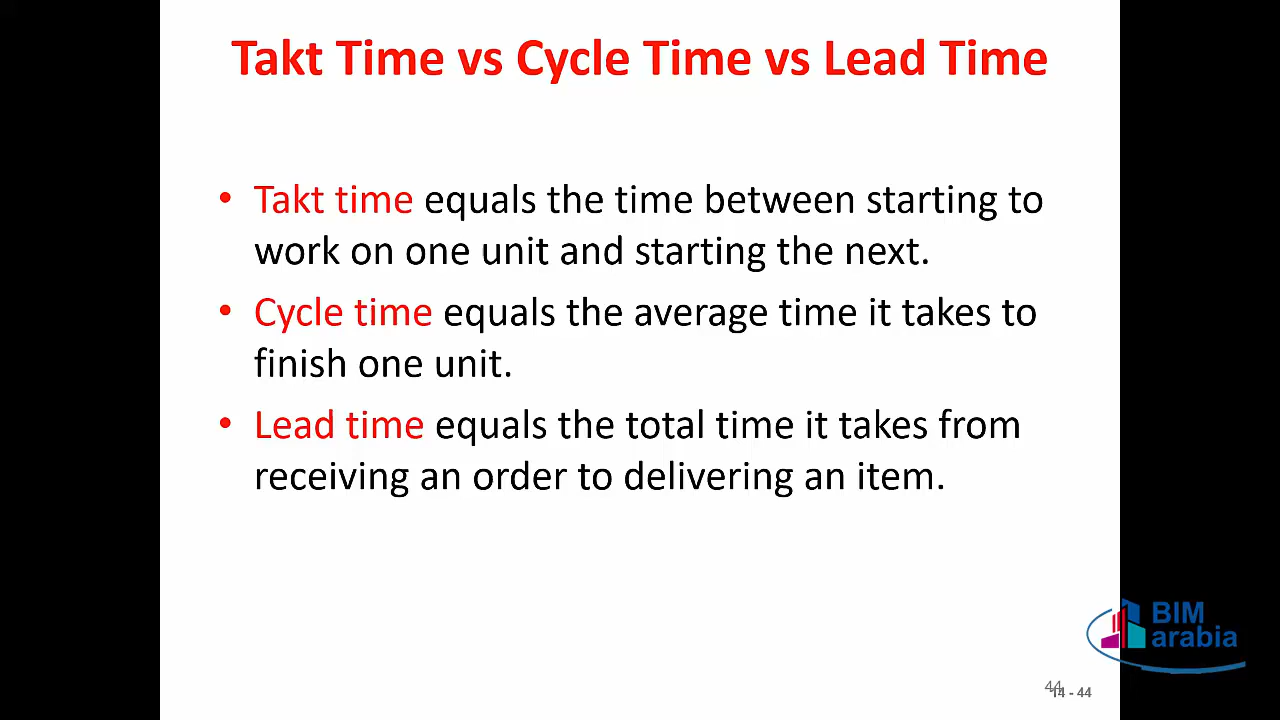 Takt Time vs Cycle Time vs Lead Time
• Takt time equals the time between starting to
work on one unit and starting the next.
• Cycle time equals the average time it takes to
finish one unit.
• Lead time equals the total time it takes from
receiving an order to delivering an item.
BIM
arabia
44
14 - 44